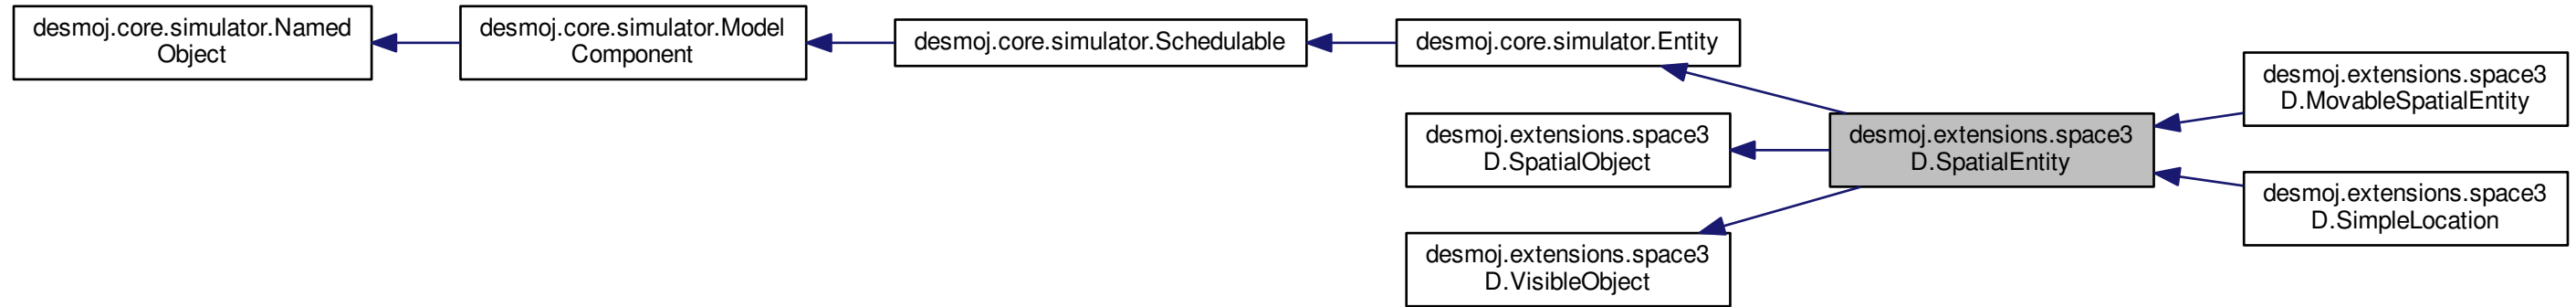 desmoj.core.simulator.Named
Object
desmoj.core.simulator.Model
Component
desmoj.core.simulator.Schedulable
desmoj.core.simulator.Entity
desmoj.extensions.space3
D.SpatialObject
desmoj.extensions.space3
D.VisibleObject
desmoj.extensions.space3
D.SpatialEntity
desmoj.extensions.space3
D.MovableSpatialEntity
desmoj.extensions.space3
D.SimpleLocation